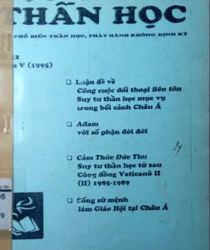 THẦN HỌC
PHỔ BIẾN THẦN HỌC, PHÁT HÀNH KHÔNG ĐỊNH KỲ
V (1995)
Luận đề về
Công cuộc đối thoại liên tôn
Suy tư thần học mục vụ
trong bối cảnh Châu Á
Ađam
với số phận đời đời
Cảm Thức Đức Tin:
Suy tư thần học từ sau
Công đồng Vaticanô II
(II) 1985-1989
Sống sứ mệnh
làm Giáo Hội tại Châu Á